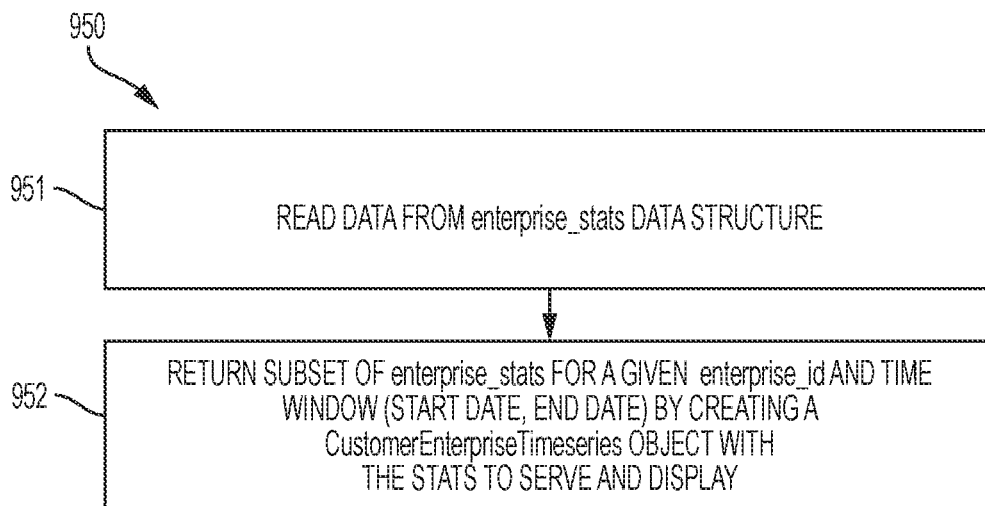 950
951
READ DATA FROM enterprise_stats DATA STRUCTURE
952
RETURN SUBSET OF enterprise_stats FOR A GIVEN enterprise_id AND TIME
WINDOW (START DATE, END DATE) BY CREATING A
CustomerEnterpriseTimeseries OBJECT WITH
THE STATS TO SERVE AND DISPLAY